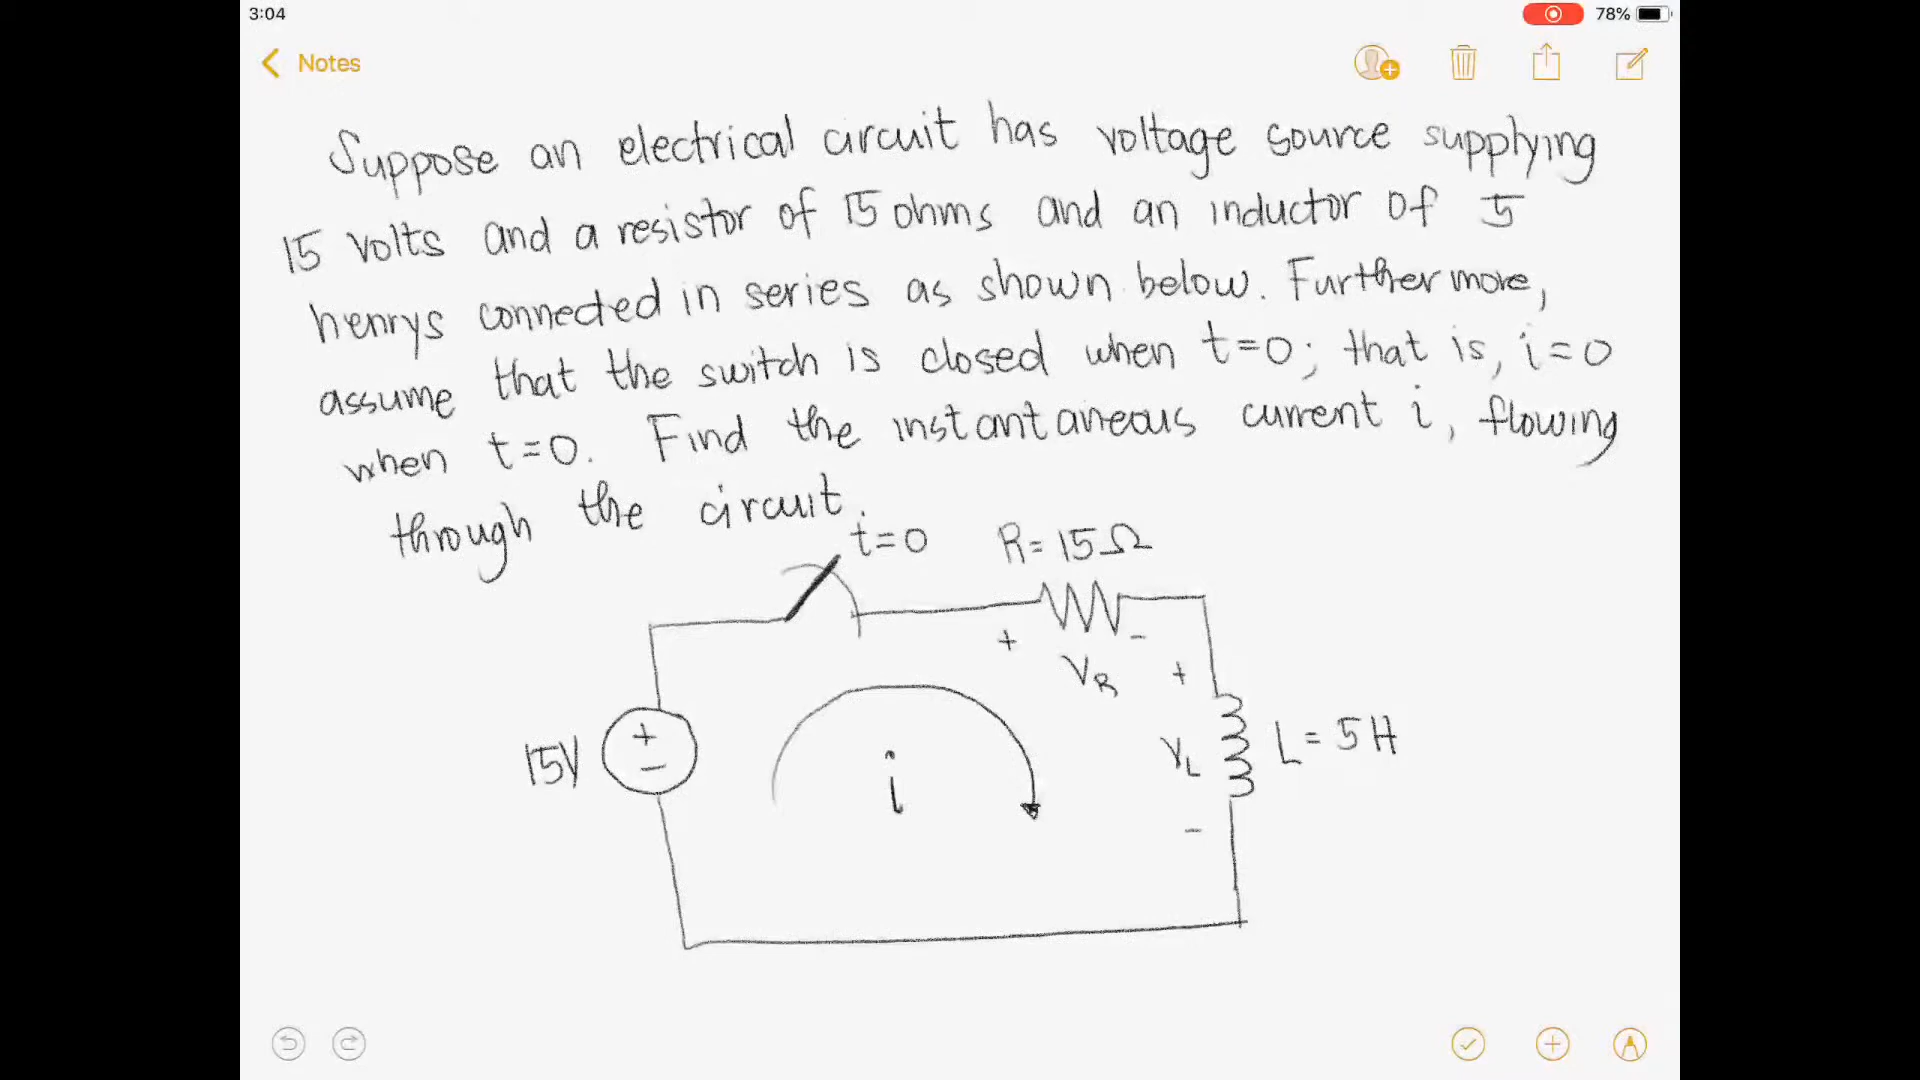 3:04
78%
Notes
Suppose an electrical circuit has voltage source supplying
15 volts and a resistor of 15 ohms and an inductor of 5
henrys connected in series as shown below. Furthermore,
assume that the switch is closed when t=0; that is, i=0
when t=0. Find the instantaneous current i, flowing
through the circuit.
t=0
R=15Ω
+
-
VR
+
15V
+
-
i
VL
L=5H
-